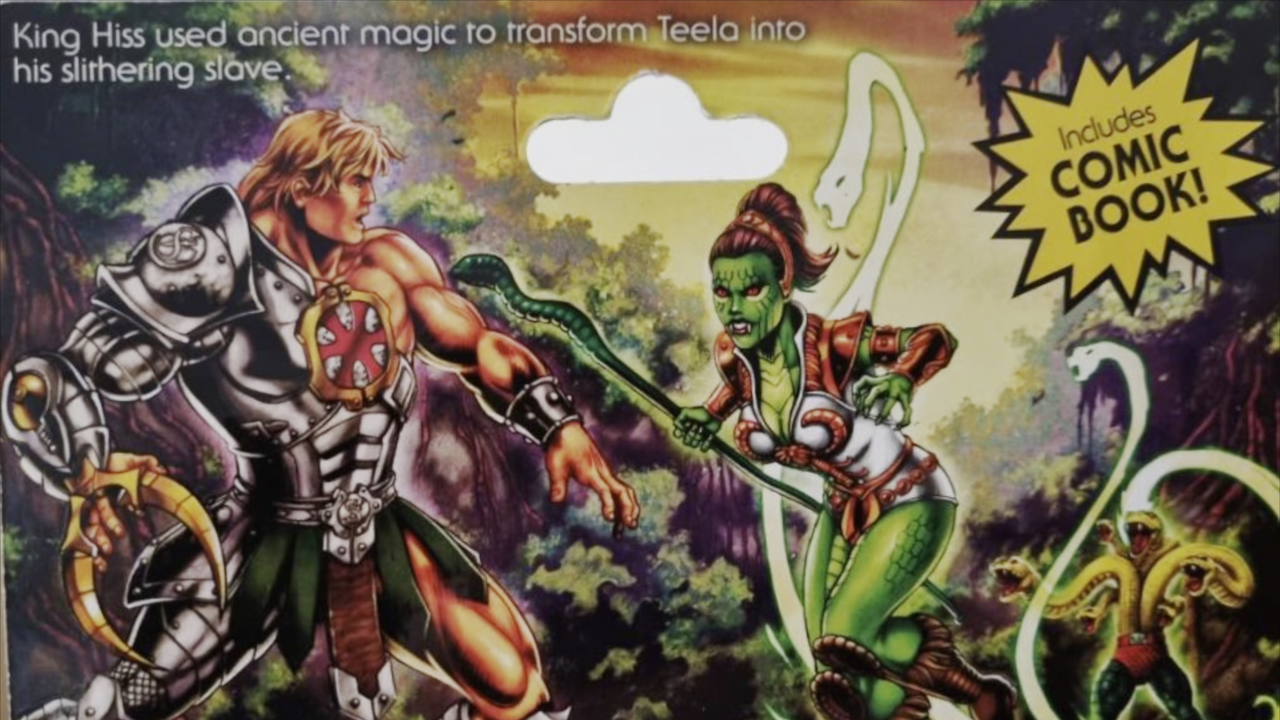 King Hiss used ancient magic to transform Teela into
his slithering slave.
Includes
COMIC
BOOK!